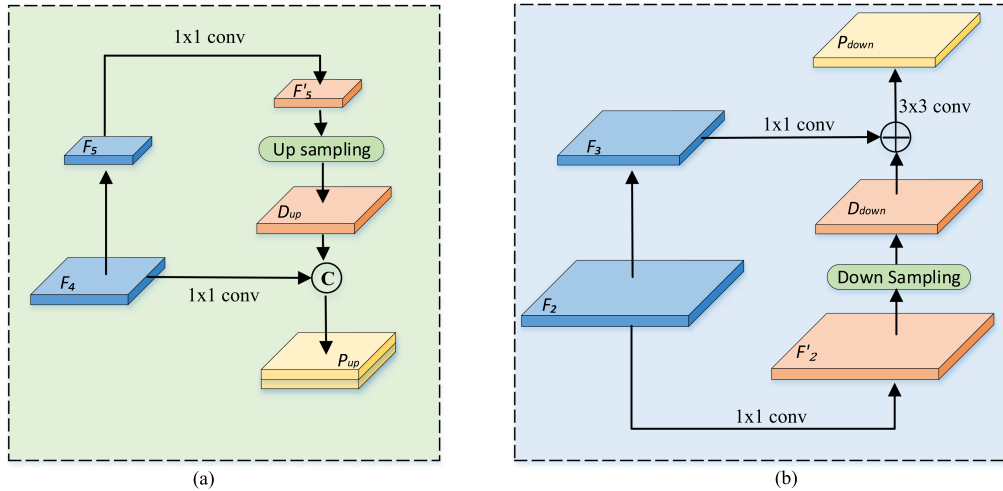 1x1 conv
F'5
F5
Up sampling
Dup
F4
1x1 conv
C
Pup
(a)
Pdown
3x3 conv
1x1 conv
F3
Ddown
Down Sampling
F2
F'2
1x1 conv
(b)